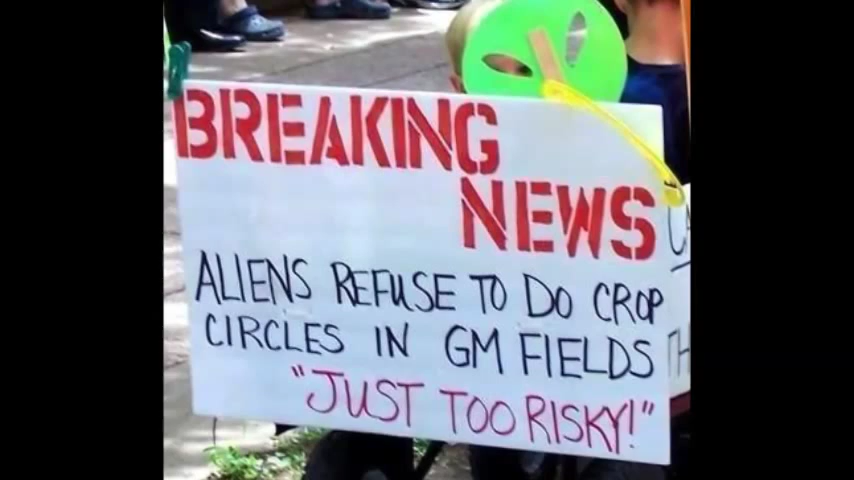 BREAKING
NEWS
ALIENS REFUSE TO DO CROP
CIRCLES IN GM FIELDS
"JUST TOO RISKY!"